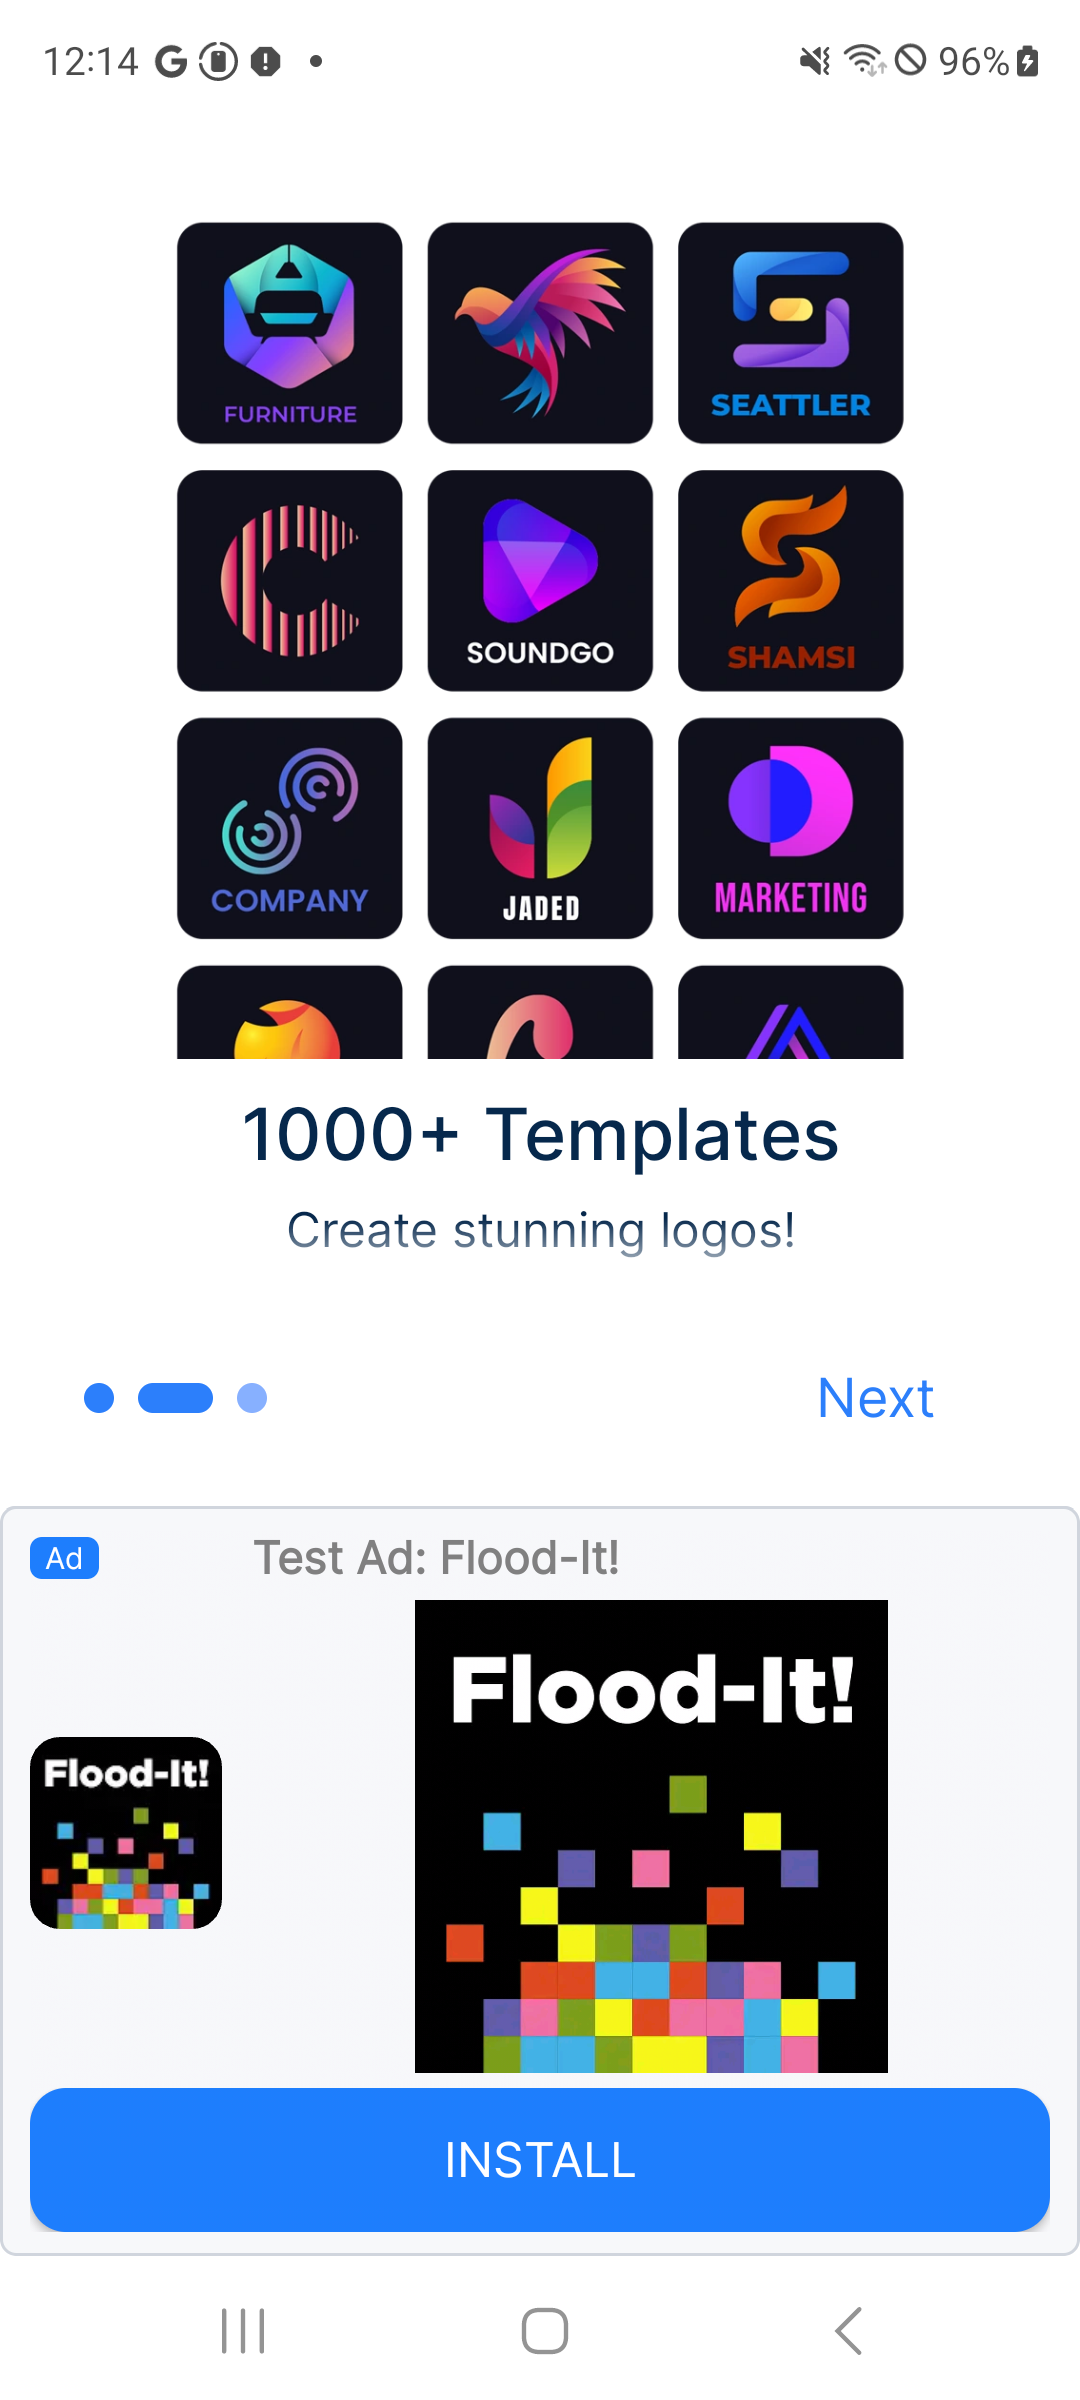 12:14
96%
FURNITURE
SEATTLER
SOUNDGO
SHAMSI
COMPANY
JADED
MARKETING
1000+ Templates
Create stunning logos!
Next
Ad
Test Ad: Flood-It!
Flood-It!
Flood-It!
INSTALL